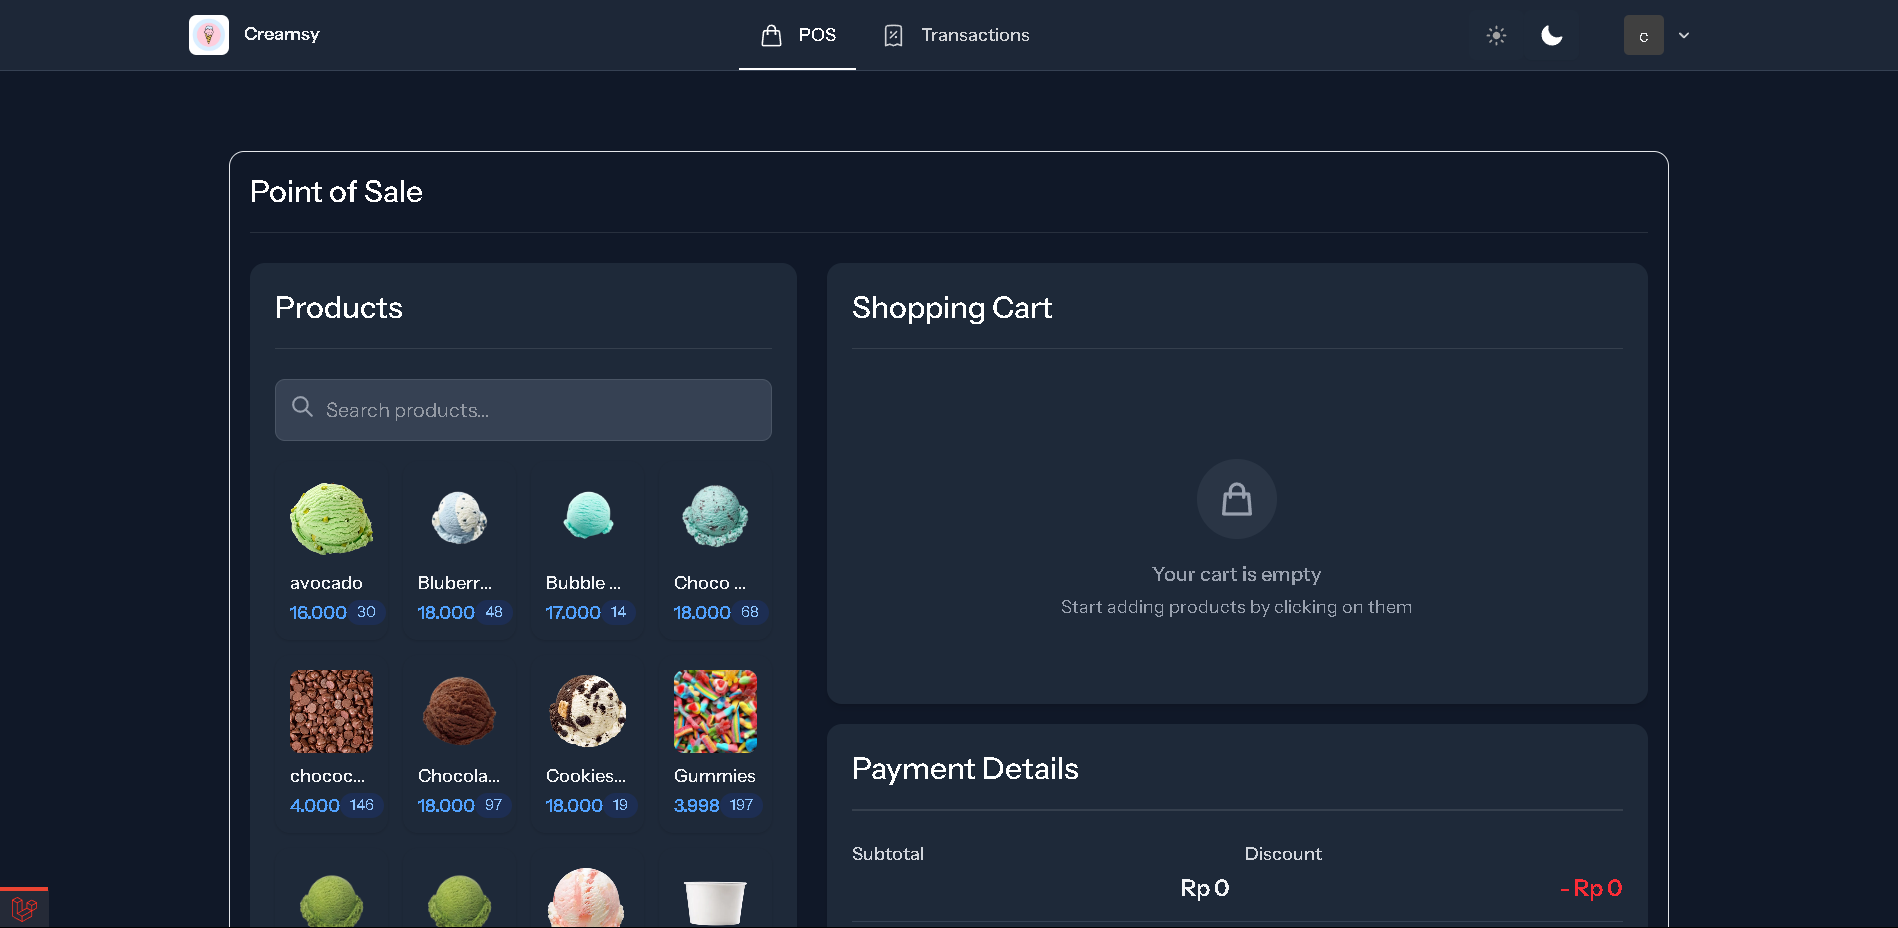 Creamsy
POS
Transactions
c
Point of Sale
Products
Search products...
avocado
16.000 30
Bluberr...
18.000 48
Bubble ...
17.000 14
Choco ...
18.000 68
chococ...
4.000 146
Chocola...
18.000 97
Cookies...
18.000 19
Gummies
3.998 197
Shopping Cart
Your cart is empty
Start adding products by clicking on them
Payment Details
Subtotal
Rp 0
Discount
- Rp 0